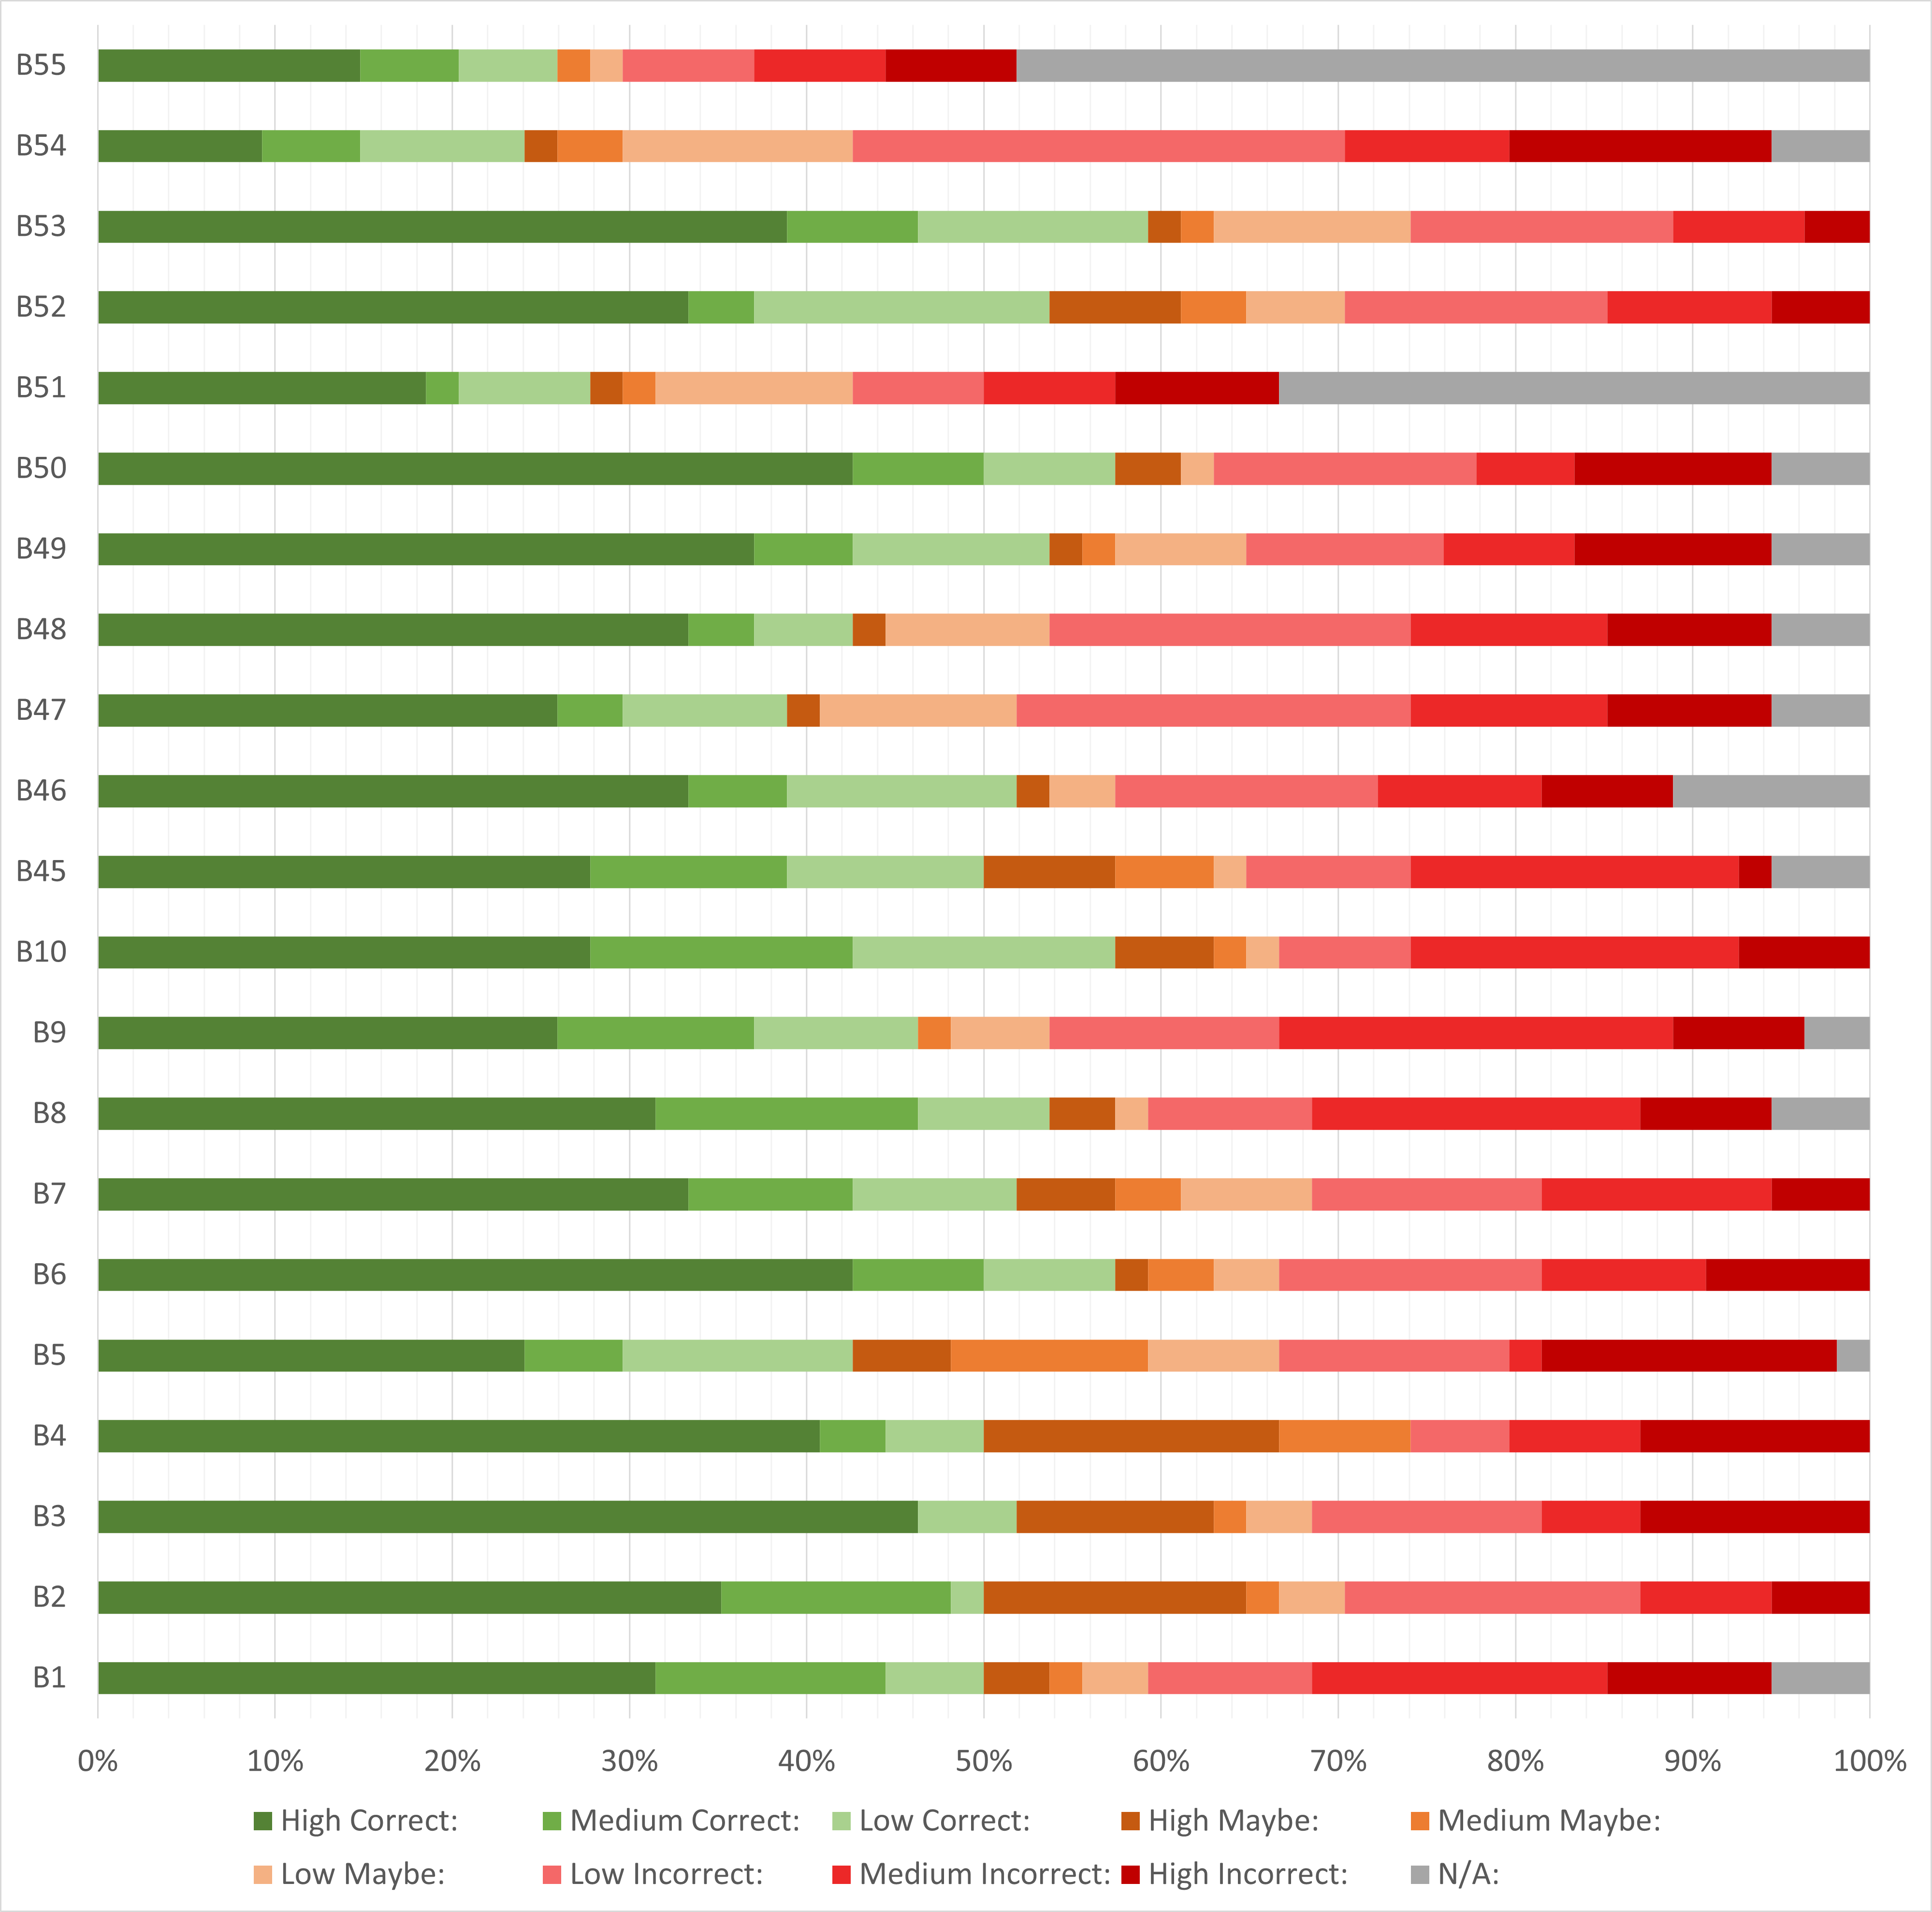 B55
B54
B53
B52
B51
B50
B49
B48
B47
B46
B45
B10
B9
B8
B7
B6
B5
B4
B3
B2
B1
0% 10% 20% 30% 40% 50% 60% 70% 80% 90% 100%
High Correct: Medium Correct: Low Correct: High Maybe: Medium Maybe:
Low Maybe: Low Incorrect: Medium Incorrect: High Incorrect: N/A: